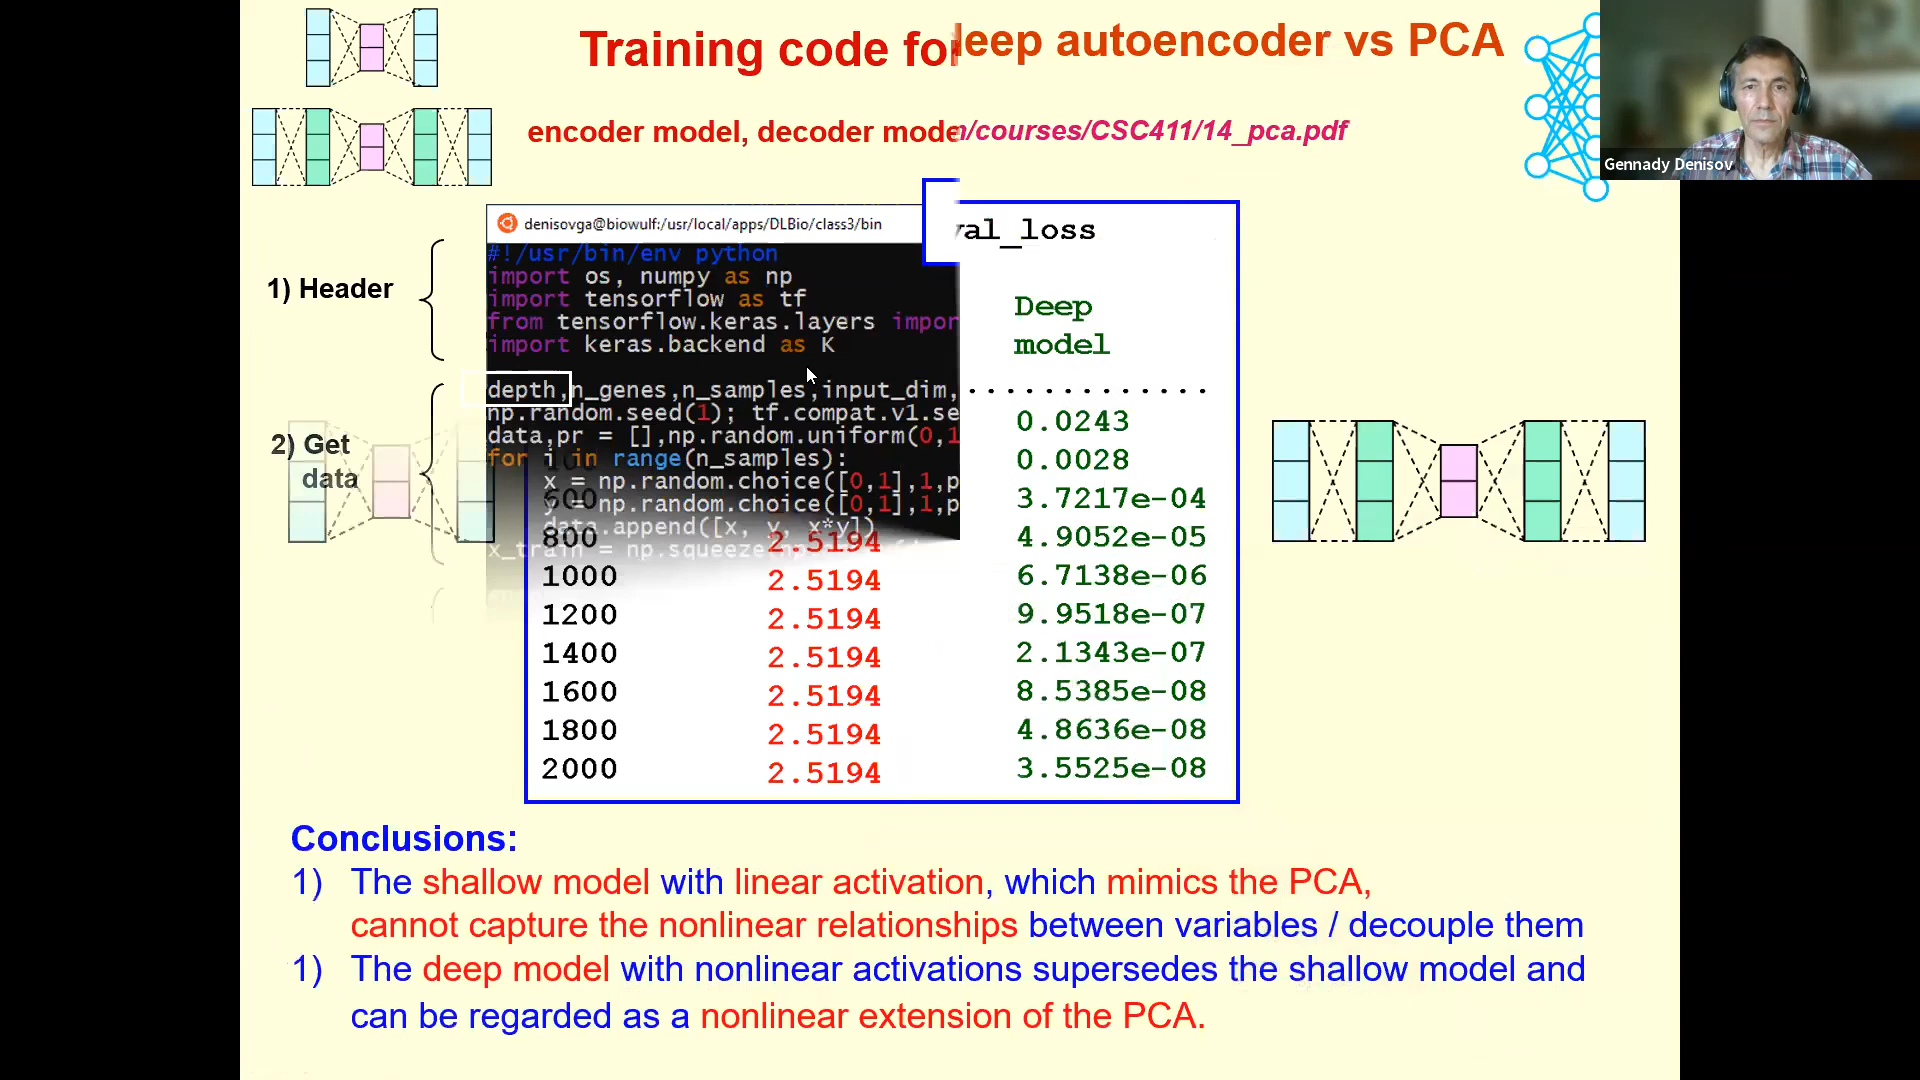 Training code fo
deep autoencoder vs PCA
encoder model, decoder mode
n/courses/CSC411/14_pca.pdf
Gennady Denisov
denisovga@biowulf:/usr/local/apps/DLBio/class3/bin
val_loss
#!/usr/bin/env python
import os, numpy as np
import tensorflow as tf
from tensorflow.keras.layers impor
import keras.backend as K
1) Header
Deep
model
depth,n_genes,n_samples,input_dim,
.............
np.random.seed(1); tf.compat.v1.se
data,pr = [],np.random.uniform(0,1
for i in range(n_samples):
x = np.random.choice([0,1],1,p
y = np.random.choice([0,1],1,p
data.append([x, y, x*y])
x_train = np.squeeze
2) Get
data
0.0243
0.0028
600 3.7217e-04
800 2.5194 4.9052e-05
1000 2.5194 6.7138e-06
1200 2.5194 9.9518e-07
1400 2.5194 2.1343e-07
1600 2.5194 8.5385e-08
1800 2.5194 4.8636e-08
2000 2.5194 3.5525e-08
Conclusions:
1) The shallow model with linear activation, which mimics the PCA,
cannot capture the nonlinear relationships between variables / decouple them
1) The deep model with nonlinear activations supersedes the shallow model and
can be regarded as a nonlinear extension of the PCA.